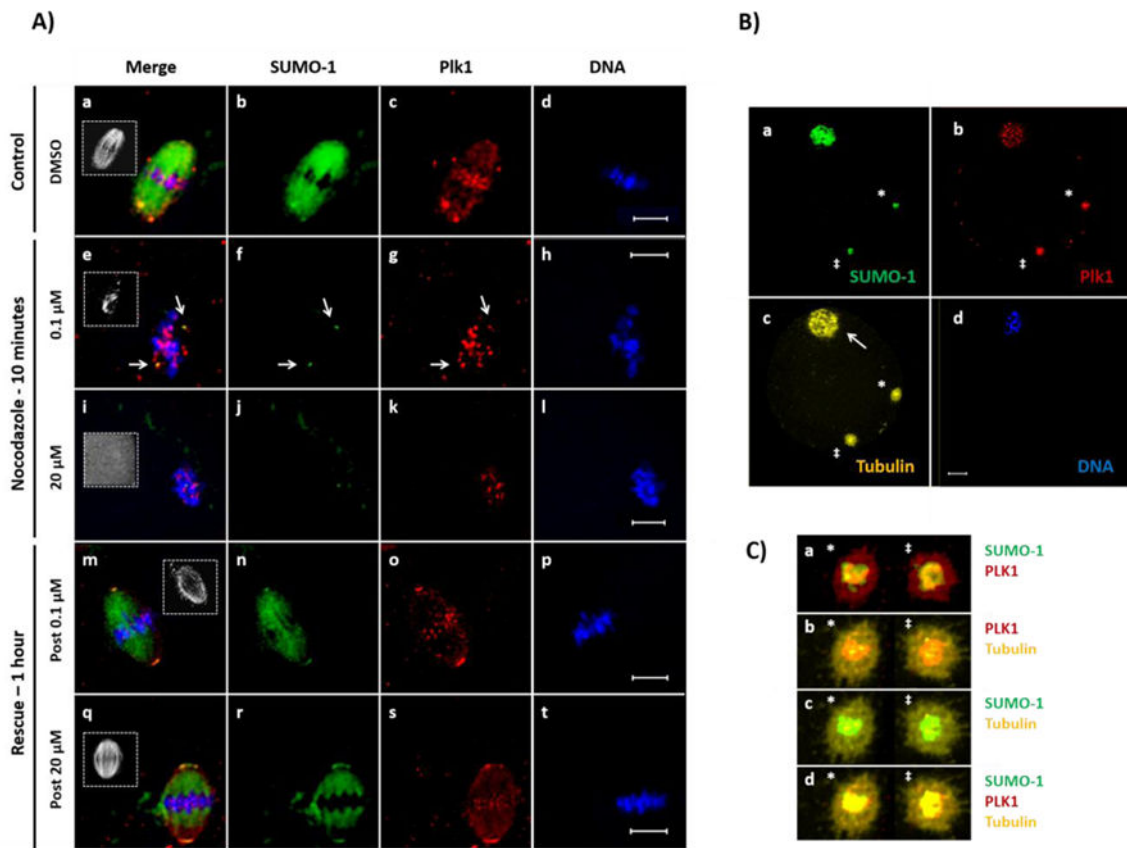 A)
Merge SUMO-1 Plk1 DNA
Control
DMSO
a b c d
Nocodazole - 10 minutes
0.1 µM
e f g h
20 µM
i j k l
Rescue – 1 hour
Post 0.1 µM
m n o p
Post 20 µM
q r s t
B)
a * ‡ SUMO-1
b * ‡ Plk1
c * ‡ Tubulin
d DNA
C)
a * ‡ SUMO-1
PLK1
b * ‡ PLK1
Tubulin
c * ‡ SUMO-1
Tubulin
d * ‡ SUMO-1
PLK1
Tubulin